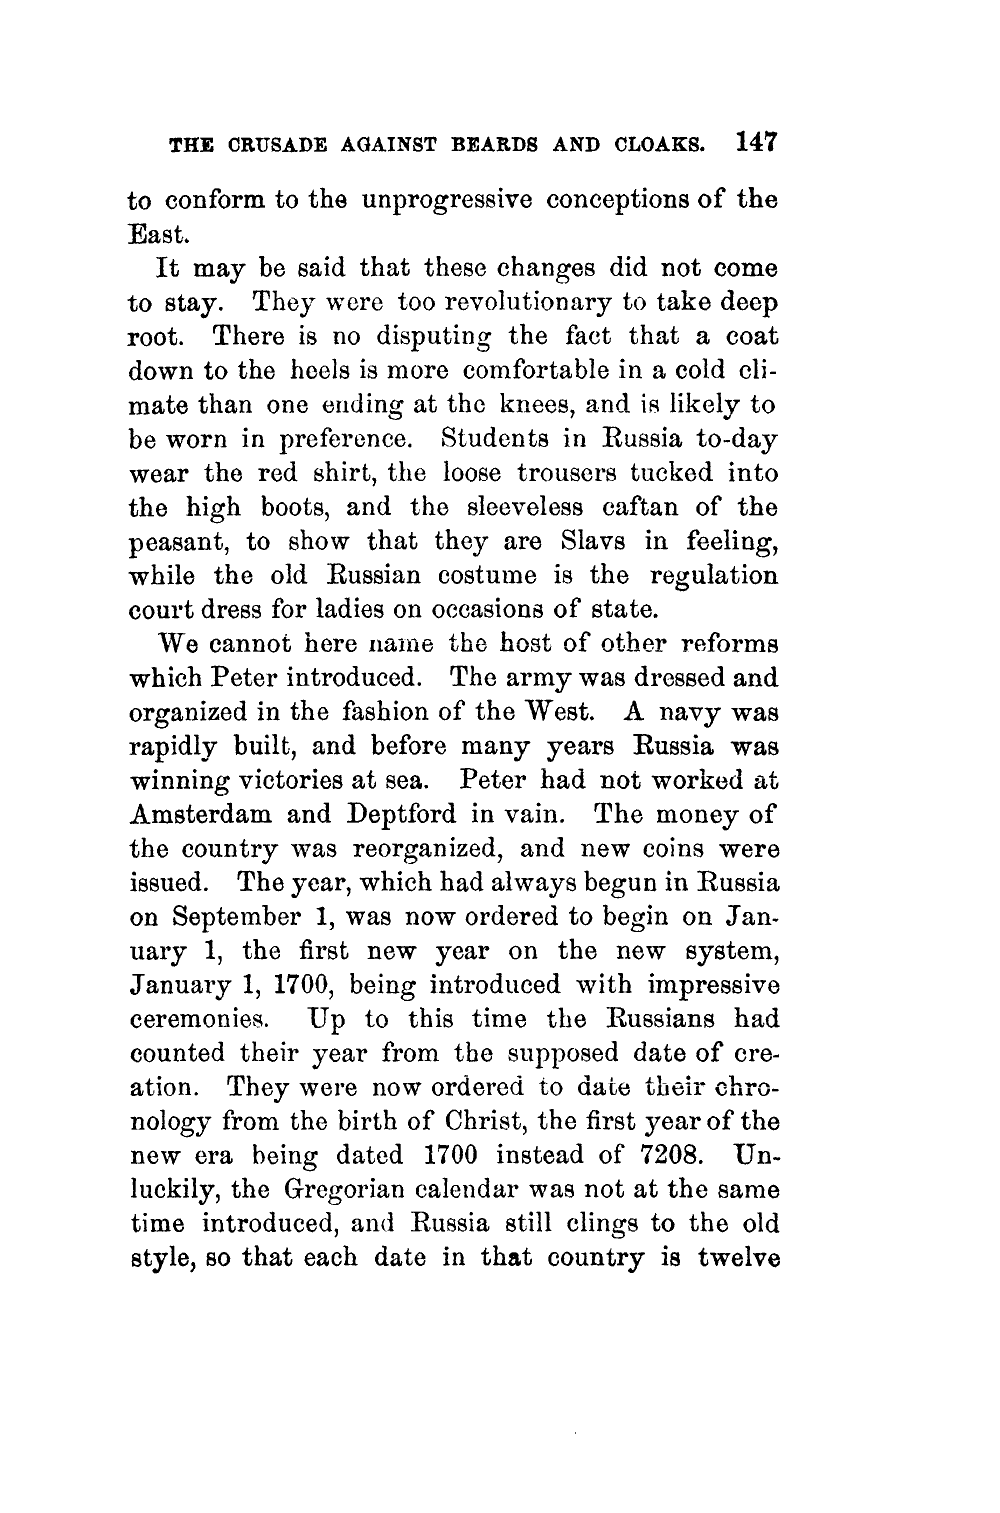 THE CRUSADE AGAINST BEARDS AND CLOAKS. 147
to conform to the unprogressive conceptions of the
East.
It may be said that these changes did not come
to stay. They were too revolutionary to take deep
root. There is no disputing the fact that a coat
down to the heels is more comfortable in a cold cli-
mate than one ending at the knees, and is likely to
be worn in preference. Students in Russia to-day
wear the red shirt, the loose trousers tucked into
the high boots, and the sleeveless caftan of the
peasant, to show that they are Slavs in feeling,
while the old Russian costume is the regulation
court dress for ladies on occasions of state.
We cannot here name the host of other reforms
which Peter introduced. The army was dressed and
organized in the fashion of the West. A navy was
rapidly built, and before many years Russia was
winning victories at sea. Peter had not worked at
Amsterdam and Deptford in vain. The money of
the country was reorganized, and new coins were
issued. The year, which had always begun in Russia
on September 1, was now ordered to begin on Jan-
uary 1, the first new year on the new system,
January 1, 1700, being introduced with impressive
ceremonies. Up to this time the Russians had
counted their year from the supposed date of cre-
ation. They were now ordered to date their chro-
nology from the birth of Christ, the first year of the
new era being dated 1700 instead of 7208. Un-
luckily, the Gregorian calendar was not at the same
time introduced, and Russia still clings to the old
style, so that each date in that country is twelve